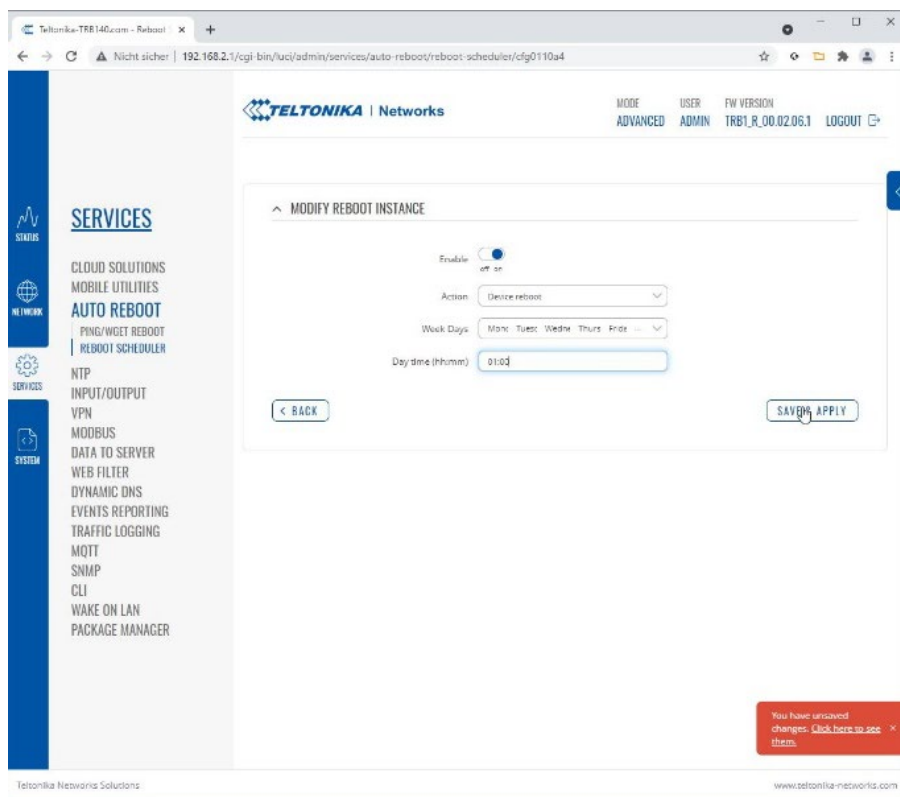 Teltonika-TRB140.com - Reboot
Nicht sicher | 192.168.2.1/cgi-bin/luci/admin/services/auto-reboot/reboot-scheduler/cfg0110a4
TELTONIKA | Networks
MODE
ADVANCED
USER
ADMIN
FW VERSION
TRB1_R_00.02.06.1
LOGOUT
STATUS
NETWORK
SERVICES
SYSTEM
SERVICES
CLOUD SOLUTIONS
MOBILE UTILITIES
AUTO REBOOT
PING/WGET REBOOT
REBOOT SCHEDULER
NTP
INPUT/OUTPUT
VPN
MODBUS
DATA TO SERVER
WEB FILTER
DYNAMIC DNS
EVENTS REPORTING
TRAFFIC LOGGING
MQTT
SNMP
CLI
WAKE ON LAN
PACKAGE MANAGER
MODIFY REBOOT INSTANCE
Enable
off on
Action Device reboot
Week Days Mond Tuesc Wedne Thurs Frida ...
Day time (hh:mm) 01:00
< BACK
SAVE & APPLY
You have unsaved
changes. Click here to see
them.
Teltonika Networks Solutions
www.teltonika-networks.com